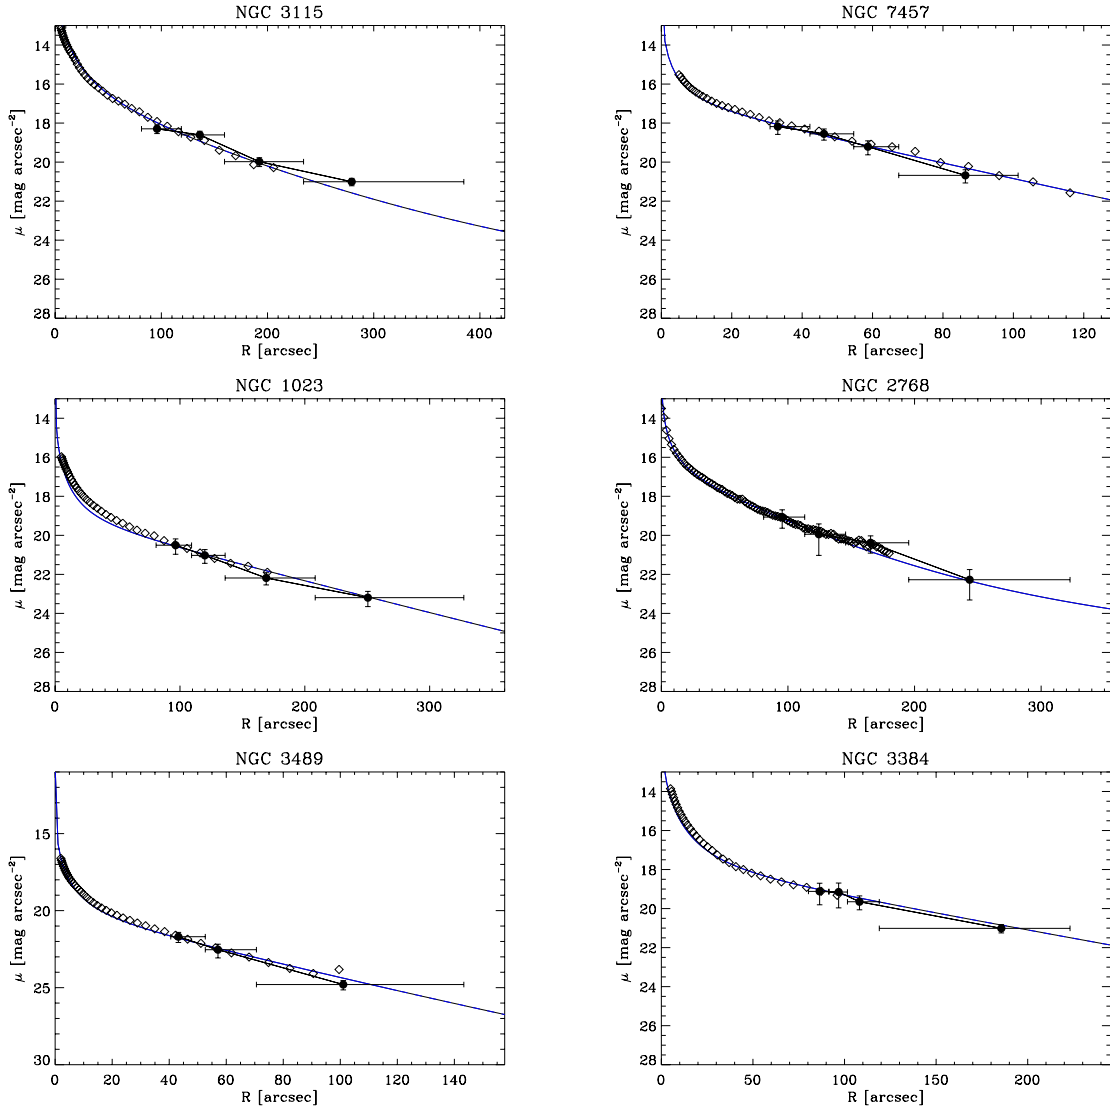 NGC 3115
14
16
18
20
22
24
26
28
μ [mag arcsec⁻²]
0 100 200 300 400
R [arcsec]
NGC 7457
14
16
18
20
22
24
26
28
μ [mag arcsec⁻²]
0 20 40 60 80 100 120
R [arcsec]
NGC 1023
14
16
18
20
22
24
26
28
μ [mag arcsec⁻²]
0 100 200 300
R [arcsec]
NGC 2768
14
16
18
20
22
24
26
28
μ [mag arcsec⁻²]
0 100 200 300
R [arcsec]
NGC 3489
15
20
25
30
μ [mag arcsec⁻²]
0 20 40 60 80 100 120 140
R [arcsec]
NGC 3384
14
16
18
20
22
24
26
28
μ [mag arcsec⁻²]
0 50 100 150 200
R [arcsec]